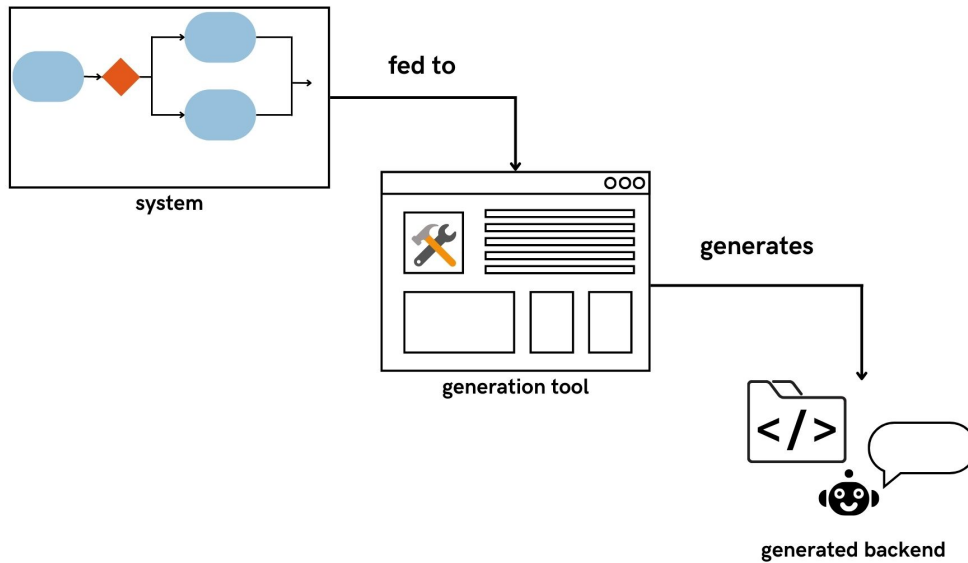 fed to
system
generates
generation tool
</>
generated backend